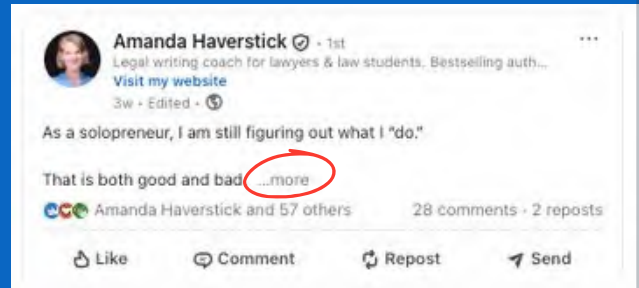 Amanda Haverstick · 1st
Legal writing coach for lawyers & law students. Bestselling auth...
Visit my website
3w · Edited ·
As a solopreneur, I am still figuring out what I "do."
That is both good and bad ...more
Amanda Haverstick and 57 others 28 comments · 2 reposts
Like Comment Repost Send